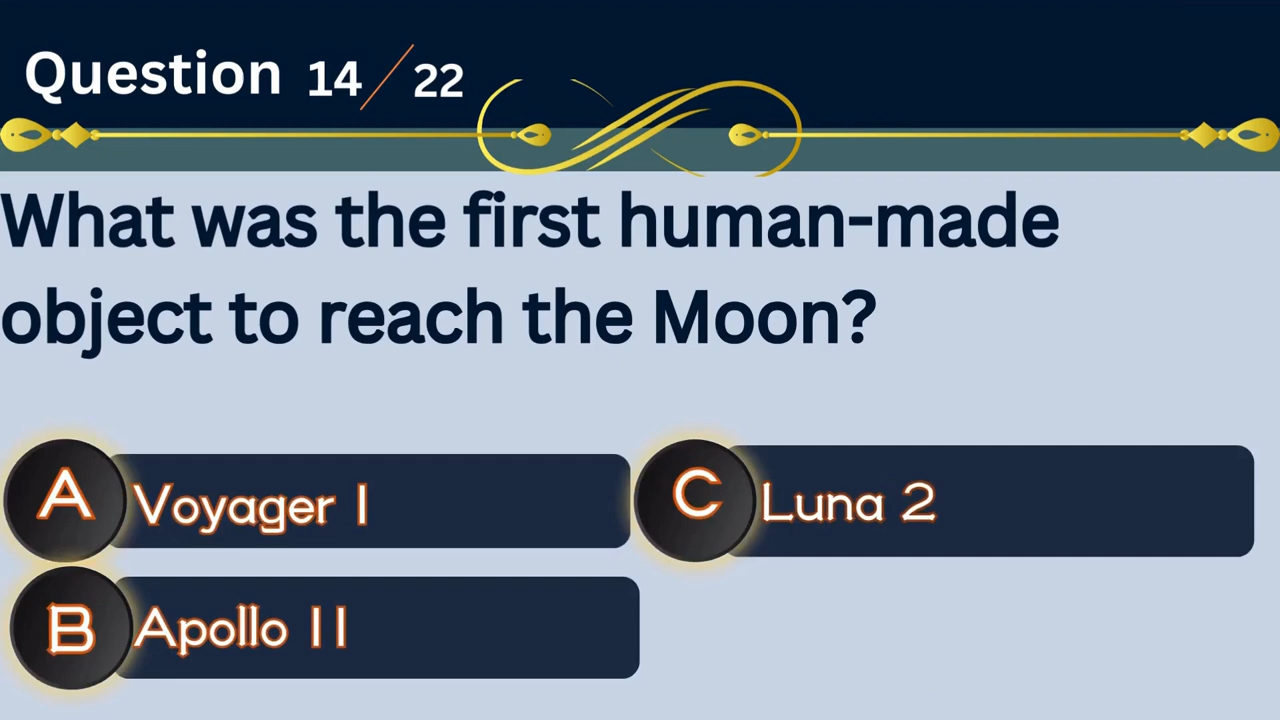 Question 14/22
What was the first human-made
object to reach the Moon?
A Voyager 1
B Apollo 11
C Luna 2